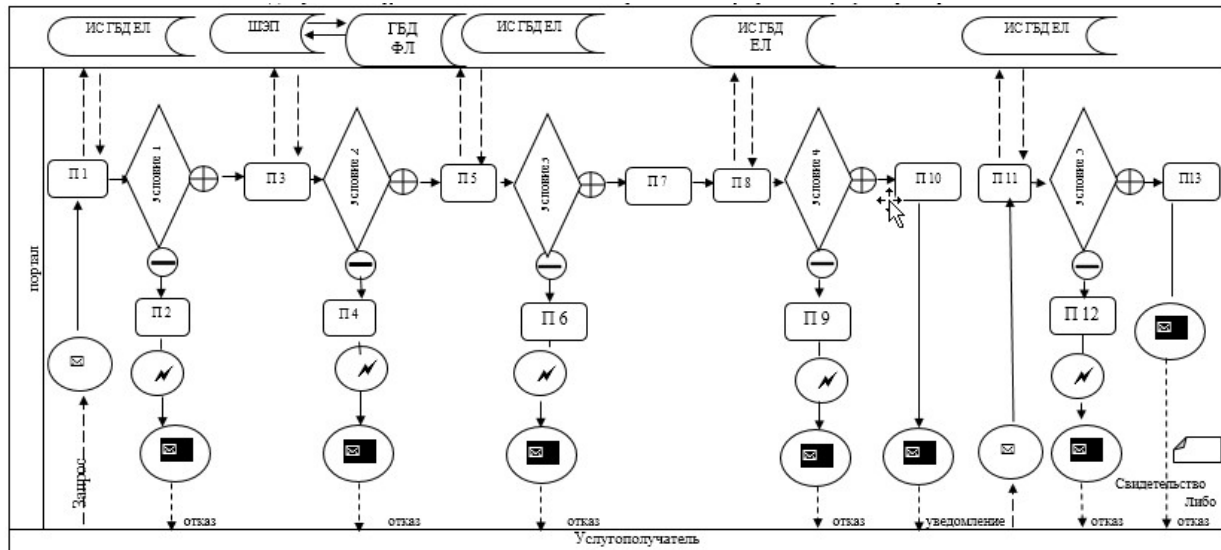 ИС ГБД ЕЛ
ШЭП
ГБД
ФЛ
ИС ГБД ЕЛ
ИС ГБД
ЕЛ
ИС ГБД ЕЛ
портал
П 1
Условие 1
П 3
Условие 2
П 5
Условие 3
П 7
П 8
Условие 4
П 10
П 11
Условие 5
П13
П 2
П 4
П 6
П 9
П 12
Запрос
Свидетельство
Либо
отказ
отказ
отказ
отказ
уведомление
отказ
отказ
Услугополучатель